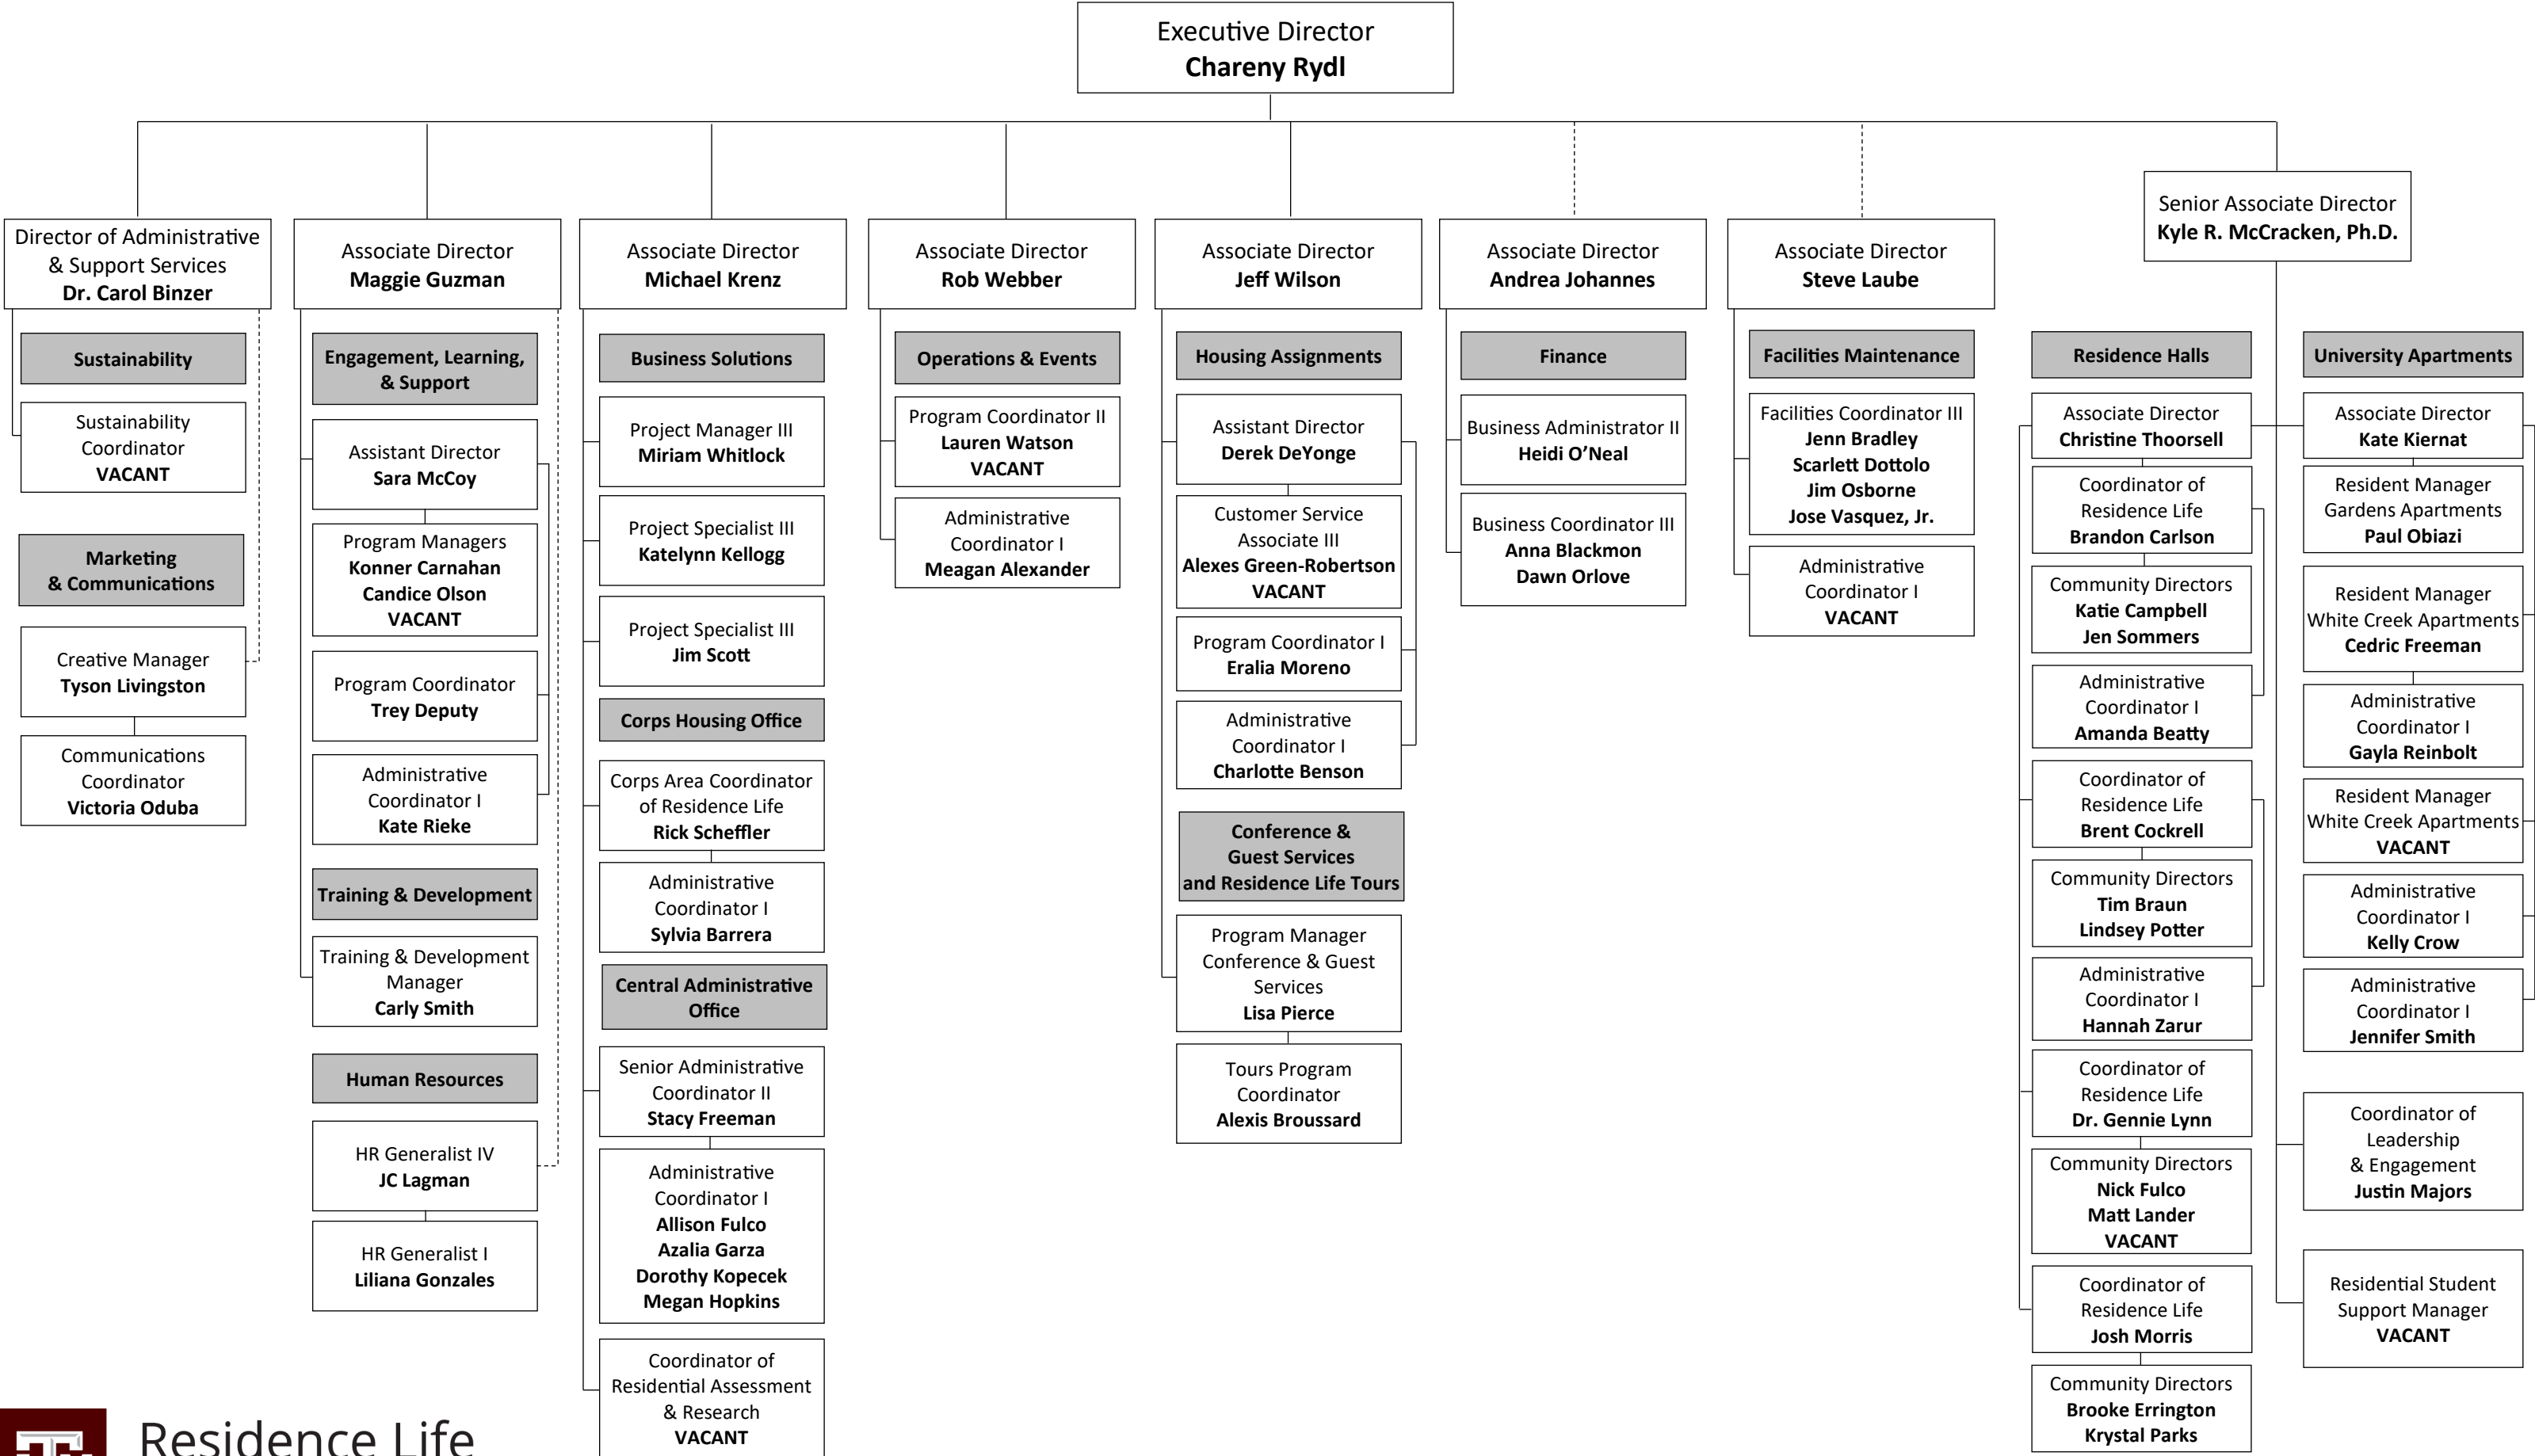 Executive Director
Chareny Rydl
Director of Administrative
& Support Services
Dr. Carol Binzer
Sustainability
Sustainability
Coordinator
VACANT
Marketing
& Communications
Creative Manager
Tyson Livingston
Communications
Coordinator
Victoria Oduba
Associate Director
Maggie Guzman
Engagement, Learning,
& Support
Assistant Director
Sara McCoy
Program Managers
Konner Carnahan
Candice Olson
VACANT
Program Coordinator
Trey Deputy
Administrative
Coordinator I
Kate Rieke
Training & Development
Training & Development
Manager
Carly Smith
Human Resources
HR Generalist IV
JC Lagman
HR Generalist I
Liliana Gonzales
Associate Director
Michael Krenz
Business Solutions
Project Manager III
Miriam Whitlock
Project Specialist III
Katelynn Kellogg
Project Specialist III
Jim Scott
Corps Housing Office
Corps Area Coordinator
of Residence Life
Rick Scheffler
Administrative
Coordinator I
Sylvia Barrera
Central Administrative
Office
Senior Administrative
Coordinator II
Stacy Freeman
Administrative
Coordinator I
Allison Fulco
Azalia Garza
Dorothy Kopecek
Megan Hopkins
Coordinator of
Residential Assessment
& Research
VACANT
Associate Director
Rob Webber
Operations & Events
Program Coordinator II
Lauren Watson
VACANT
Administrative
Coordinator I
Meagan Alexander
Associate Director
Jeff Wilson
Housing Assignments
Assistant Director
Derek DeYonge
Customer Service
Associate III
Alexes Green-Robertson
VACANT
Program Coordinator I
Eralia Moreno
Administrative
Coordinator I
Charlotte Benson
Conference &
Guest Services
and Residence Life Tours
Program Manager
Conference & Guest
Services
Lisa Pierce
Tours Program
Coordinator
Alexis Broussard
Associate Director
Andrea Johannes
Finance
Business Administrator II
Heidi O’Neal
Business Coordinator III
Anna Blackmon
Dawn Orlove
Associate Director
Steve Laube
Facilities Maintenance
Facilities Coordinator III
Jenn Bradley
Scarlett Dottolo
Jim Osborne
Jose Vasquez, Jr.
Administrative
Coordinator I
VACANT
Senior Associate Director
Kyle R. McCracken, Ph.D.
Residence Halls
Associate Director
Christine Thoorsell
Coordinator of
Residence Life
Brandon Carlson
Community Directors
Katie Campbell
Jen Sommers
Administrative
Coordinator I
Amanda Beatty
Coordinator of
Residence Life
Brent Cockrell
Community Directors
Tim Braun
Lindsey Potter
Administrative
Coordinator I
Hannah Zarur
Coordinator of
Residence Life
Dr. Gennie Lynn
Community Directors
Nick Fulco
Matt Lander
VACANT
Coordinator of
Residence Life
Josh Morris
Community Directors
Brooke Errington
Krystal Parks
University Apartments
Associate Director
Kate Kiernat
Resident Manager
Gardens Apartments
Paul Obiazi
Resident Manager
White Creek Apartments
Cedric Freeman
Administrative
Coordinator I
Gayla Reinbolt
Resident Manager
White Creek Apartments
VACANT
Administrative
Coordinator I
Kelly Crow
Administrative
Coordinator I
Jennifer Smith
Coordinator of
Leadership
& Engagement
Justin Majors
Residential Student
Support Manager
VACANT
Residence Life